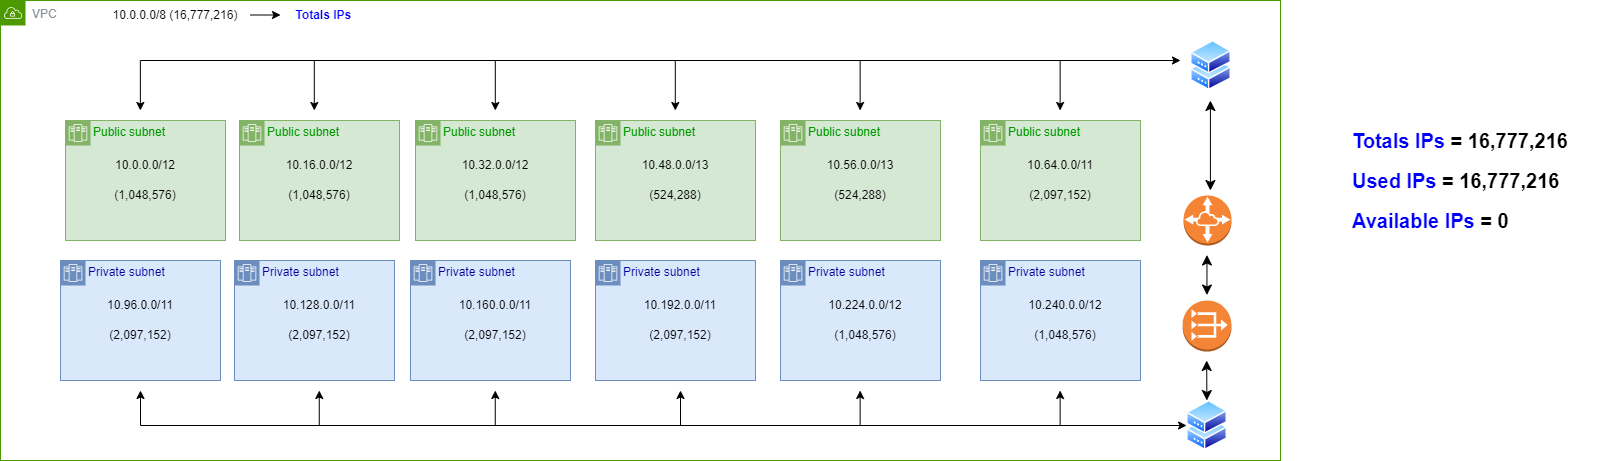 VPC
10.0.0.0/8 (16,777,216)
Totals IPs
Public subnet
10.0.0.0/12
(1,048,576)
Public subnet
10.16.0.0/12
(1,048,576)
Public subnet
10.32.0.0/12
(1,048,576)
Public subnet
10.48.0.0/13
(524,288)
Public subnet
10.56.0.0/13
(524,288)
Public subnet
10.64.0.0/11
(2,097,152)
Private subnet
10.96.0.0/11
(2,097,152)
Private subnet
10.128.0.0/11
(2,097,152)
Private subnet
10.160.0.0/11
(2,097,152)
Private subnet
10.192.0.0/11
(2,097,152)
Private subnet
10.224.0.0/12
(1,048,576)
Private subnet
10.240.0.0/12
(1,048,576)
Totals IPs = 16,777,216
Used IPs = 16,777,216
Available IPs = 0